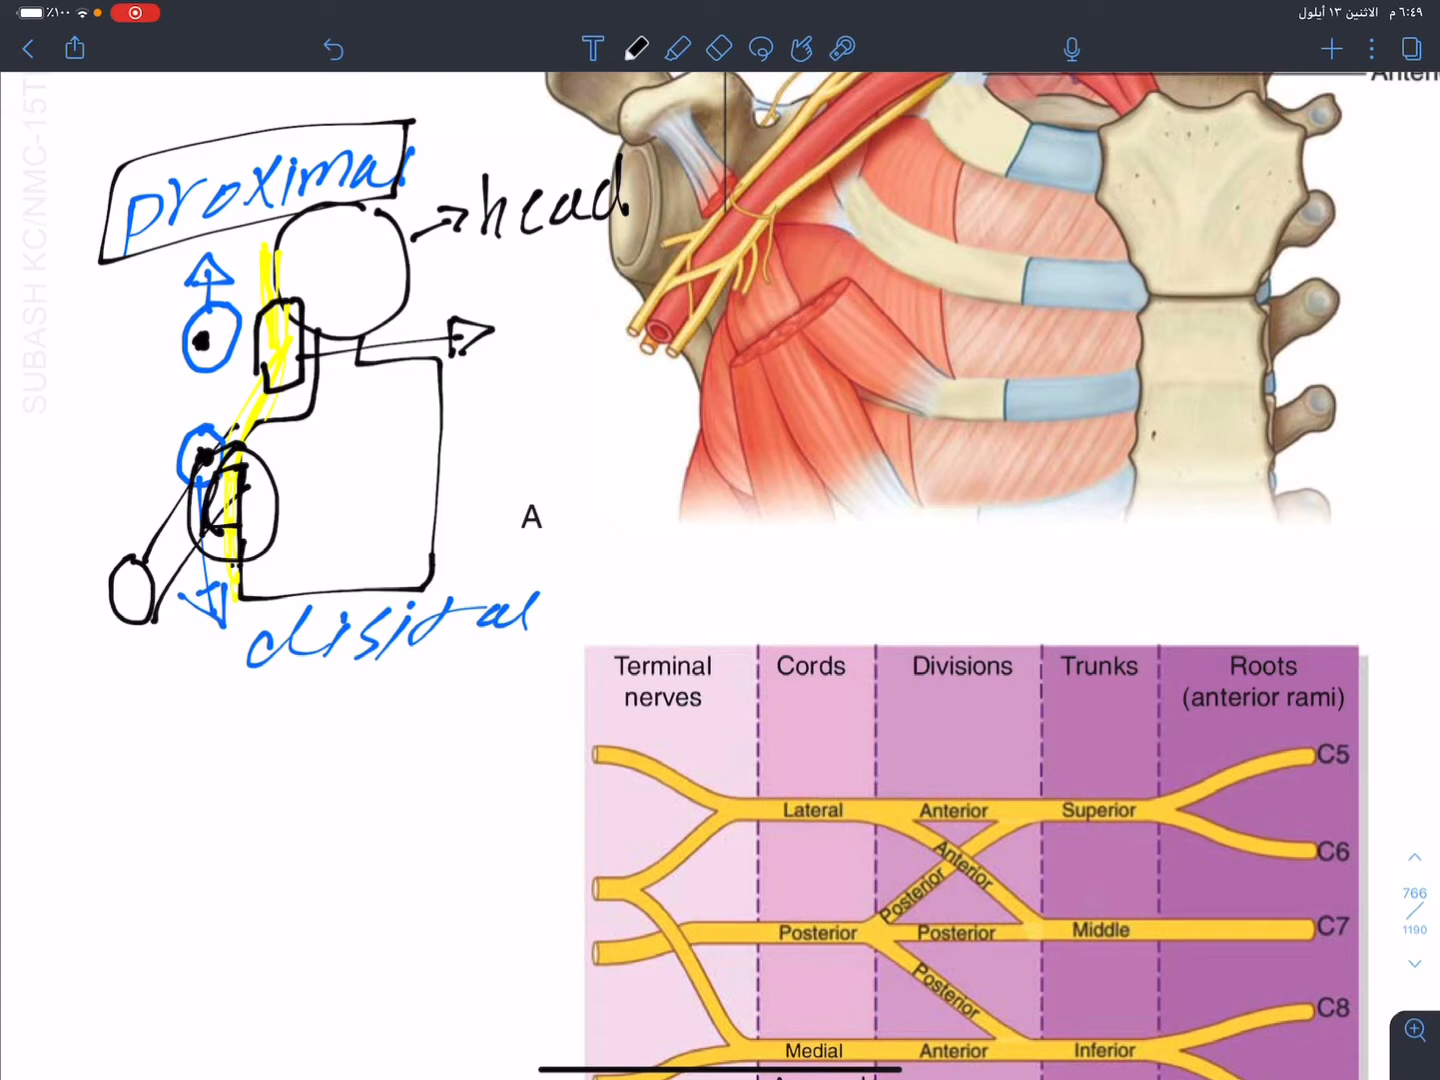 ٪١٠٠
٦:٤٩ م الاثنين ١٣ أيلول
T
SUBASH KC/NMC-15T
Anteri
proximal
head
A
disital
Terminal nerves
Cords
Divisions
Trunks
Roots (anterior rami)
C5
Lateral
Anterior
Superior
Anterior
C6
Posterior
Posterior
Posterior
Middle
C7
Posterior
C8
Medial
Anterior
Inferior
766
1190